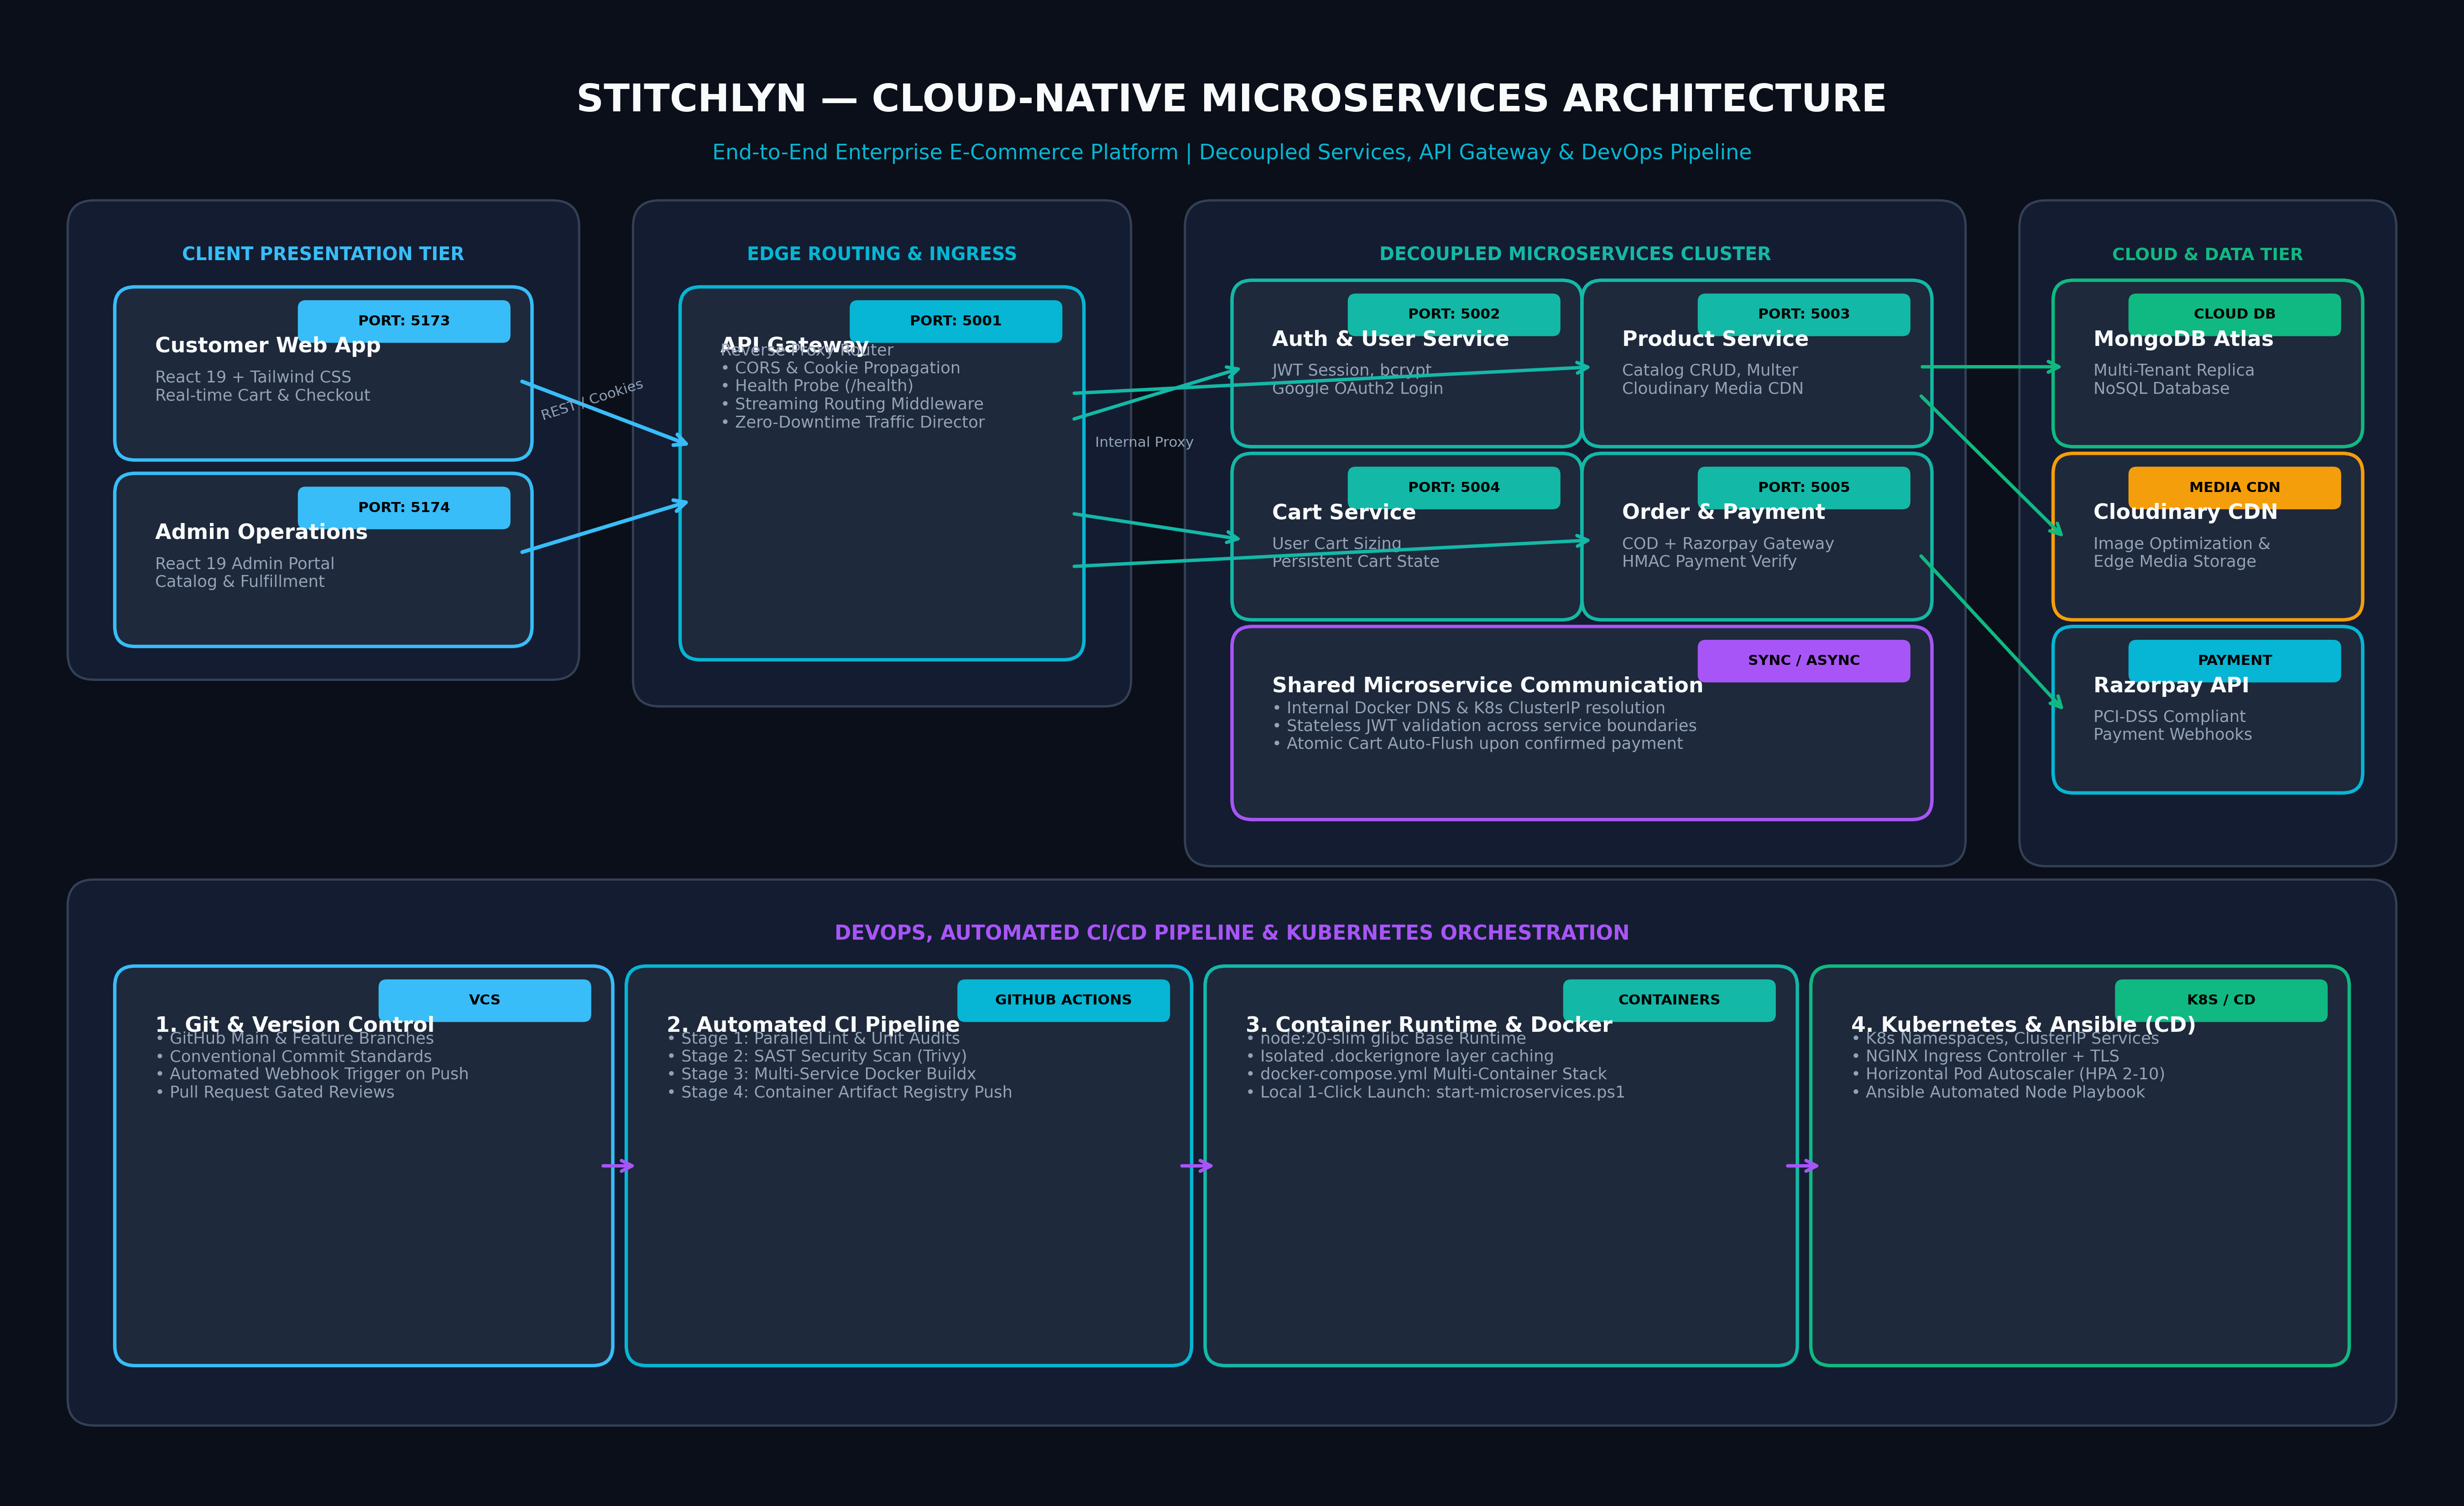 STITCHLYN — CLOUD-NATIVE MICROSERVICES ARCHITECTURE
End-to-End Enterprise E-Commerce Platform | Decoupled Services, API Gateway & DevOps Pipeline
CLIENT PRESENTATION TIER
PORT: 5173
Customer Web App
React 19 + Tailwind CSS
Real-time Cart & Checkout
PORT: 5174
Admin Operations
React 19 Admin Portal
Catalog & Fulfillment
REST / Cookies
EDGE ROUTING & INGRESS
PORT: 5001
API Gateway
Reverse Proxy Router
• CORS & Cookie Propagation
• Health Probe (/health)
• Streaming Routing Middleware
• Zero-Downtime Traffic Director
Internal Proxy
DECOUPLED MICROSERVICES CLUSTER
PORT: 5002
Auth & User Service
JWT Session, bcrypt
Google OAuth2 Login
PORT: 5003
Product Service
Catalog CRUD, Multer
Cloudinary Media CDN
PORT: 5004
Cart Service
User Cart Sizing
Persistent Cart State
PORT: 5005
Order & Payment
COD + Razorpay Gateway
HMAC Payment Verify
SYNC / ASYNC
Shared Microservice Communication
• Internal Docker DNS & K8s ClusterIP resolution
• Stateless JWT validation across service boundaries
• Atomic Cart Auto-Flush upon confirmed payment
CLOUD & DATA TIER
CLOUD DB
MongoDB Atlas
Multi-Tenant Replica
NoSQL Database
MEDIA CDN
Cloudinary CDN
Image Optimization &
Edge Media Storage
PAYMENT
Razorpay API
PCI-DSS Compliant
Payment Webhooks
DEVOPS, AUTOMATED CI/CD PIPELINE & KUBERNETES ORCHESTRATION
VCS
1. Git & Version Control
• GitHub Main & Feature Branches
• Conventional Commit Standards
• Automated Webhook Trigger on Push
• Pull Request Gated Reviews
GITHUB ACTIONS
2. Automated CI Pipeline
• Stage 1: Parallel Lint & Unit Audits
• Stage 2: SAST Security Scan (Trivy)
• Stage 3: Multi-Service Docker Buildx
• Stage 4: Container Artifact Registry Push
CONTAINERS
3. Container Runtime & Docker
• node:20-slim glibc Base Runtime
• Isolated .dockerignore layer caching
• docker-compose.yml Multi-Container Stack
• Local 1-Click Launch: start-microservices.ps1
K8S / CD
4. Kubernetes & Ansible (CD)
• K8s Namespaces, ClusterIP Services
• NGINX Ingress Controller + TLS
• Horizontal Pod Autoscaler (HPA 2-10)
• Ansible Automated Node Playbook